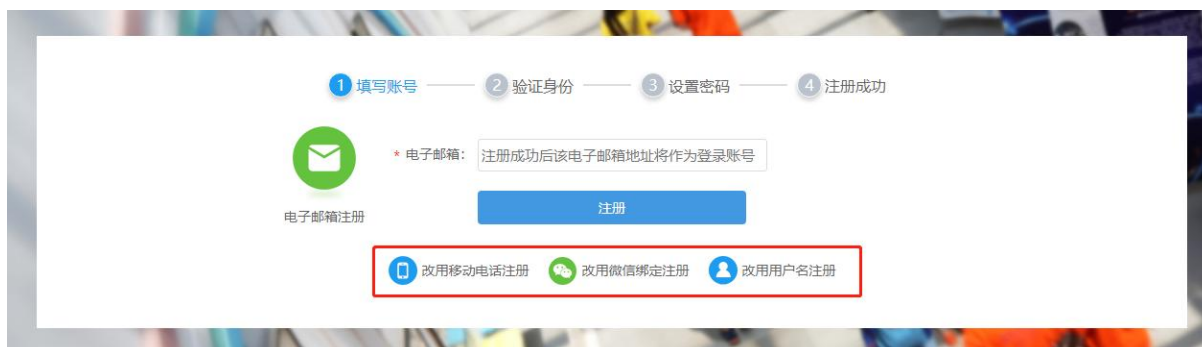 1 填写账号 2 验证身份 3 设置密码 4 注册成功
* 电子邮箱: 注册成功后该电子邮箱地址将作为登录账号
电子邮箱注册
注册
改用移动电话注册 改用微信绑定注册 改用用户名注册